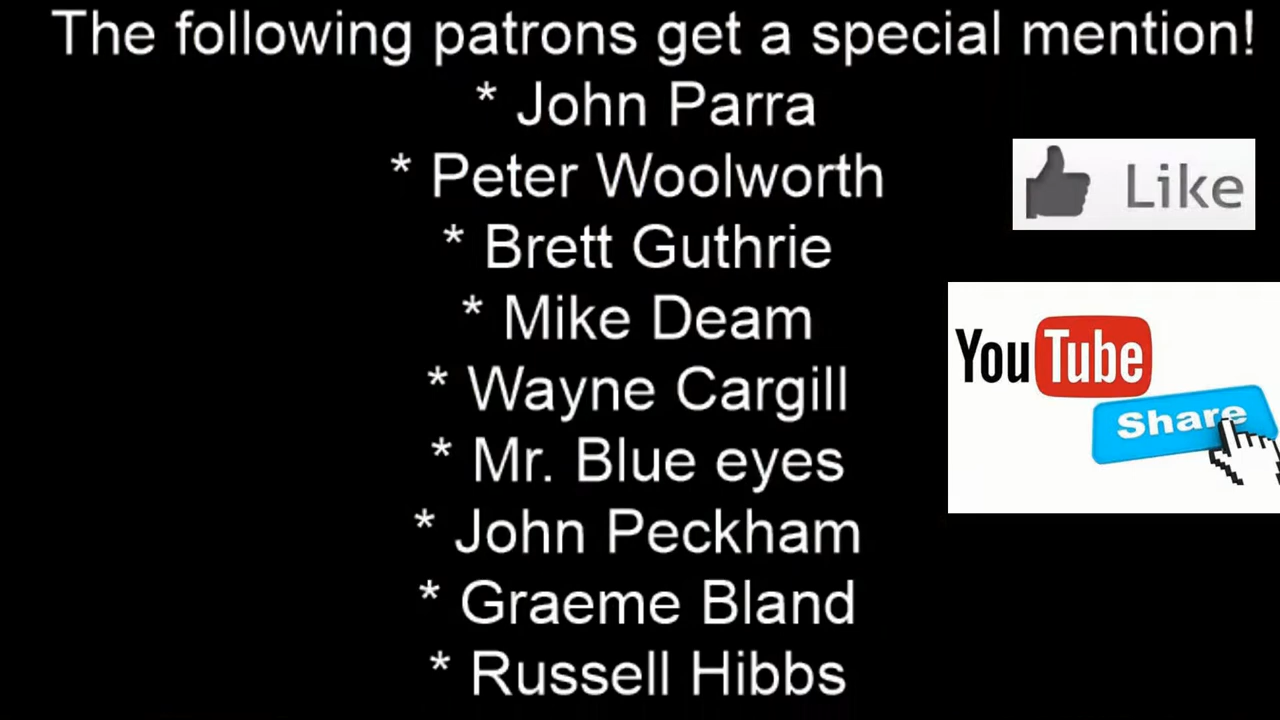 The following patrons get a special mention!
* John Parra
* Peter Woolworth
* Brett Guthrie
* Mike Deam
* Wayne Cargill
* Mr. Blue eyes
* John Peckham
* Graeme Bland
* Russell Hibbs
Like
YouTube
Share